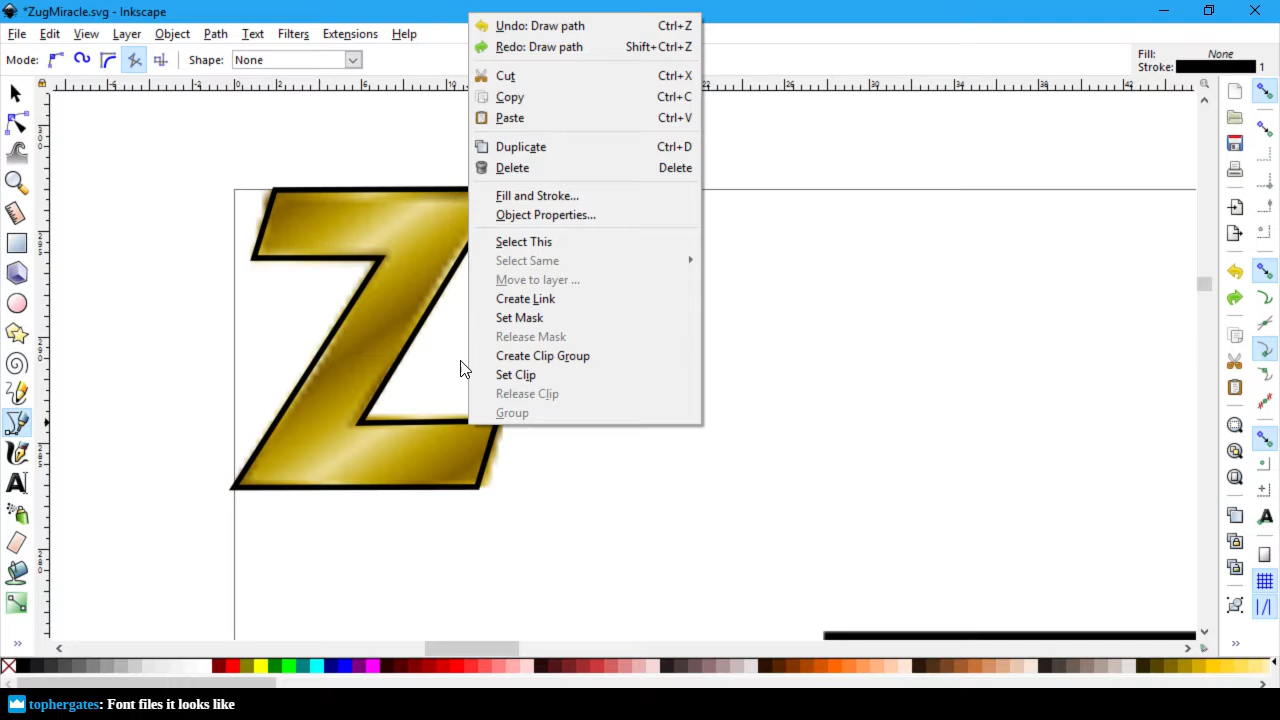 *ZugMiracle.svg - Inkscape
File Edit View Layer Object Path Text Filters Extensions Help
Mode: Shape: None
Fill: None
Stroke: 1
Undo: Draw path Ctrl+Z
Redo: Draw path Shift+Ctrl+Z
Cut Ctrl+X
Copy Ctrl+C
Paste Ctrl+V
Duplicate Ctrl+D
Delete Delete
Fill and Stroke...
Object Properties...
Select This
Select Same
Move to layer ...
Create Link
Set Mask
Release Mask
Create Clip Group
Set Clip
Release Clip
Group
Z
tophergates: Font files it looks like